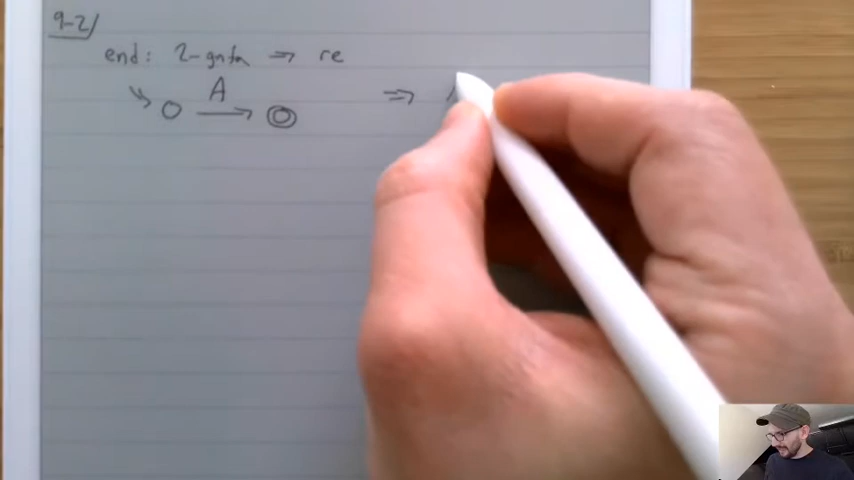 9-2/
end: 2-gnfa ⇒ re
A ⇒